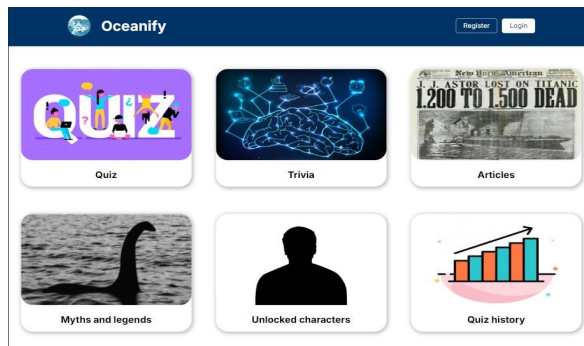 Oceanify
Register
Login
QUIZ
New York American
J. J. ASTOR LOST ON TITANIC
1.200 TO 1.500 DEAD
Quiz
Trivia
Articles
Myths and legends
Unlocked characters
Quiz history